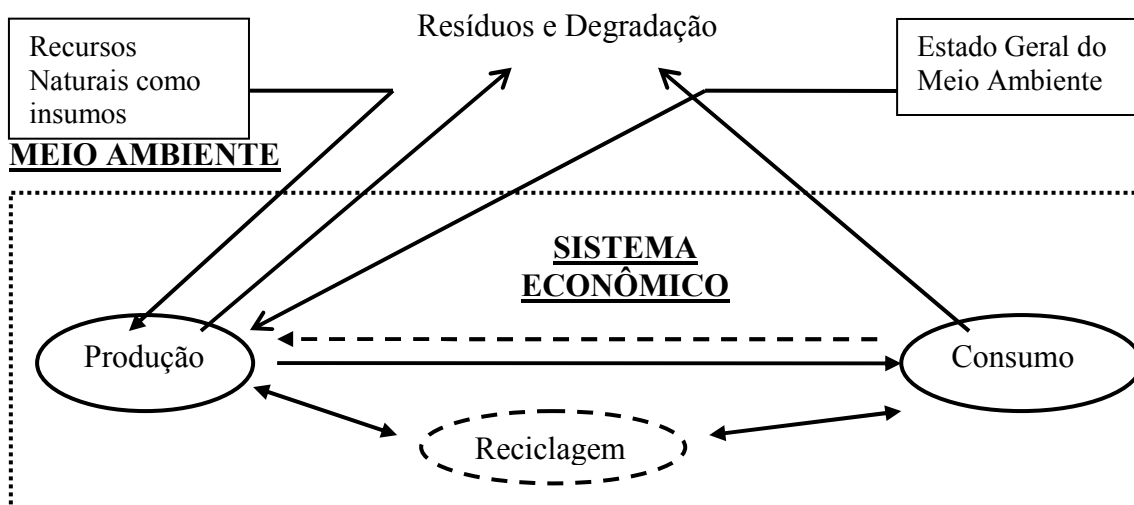 Recursos
Naturais como
insumos
Resíduos e Degradação
Estado Geral do
Meio Ambiente
MEIO AMBIENTE
SISTEMA
ECONÔMICO
Produção
Consumo
Reciclagem